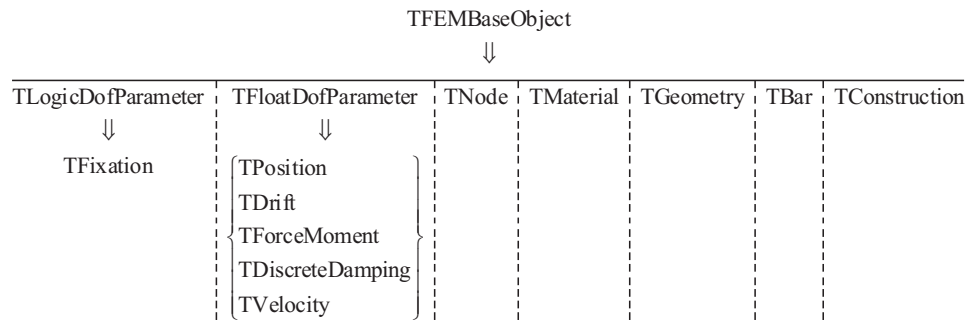 TFEMBaseObject
⇓
TLogicDofParameter TFloatDofParameter TNode TMaterial TGeometry TBar TConstruction
⇓ ⇓
TFixation TPosition
TDrift
TForceMoment
TDiscreteDamping
TVelocity